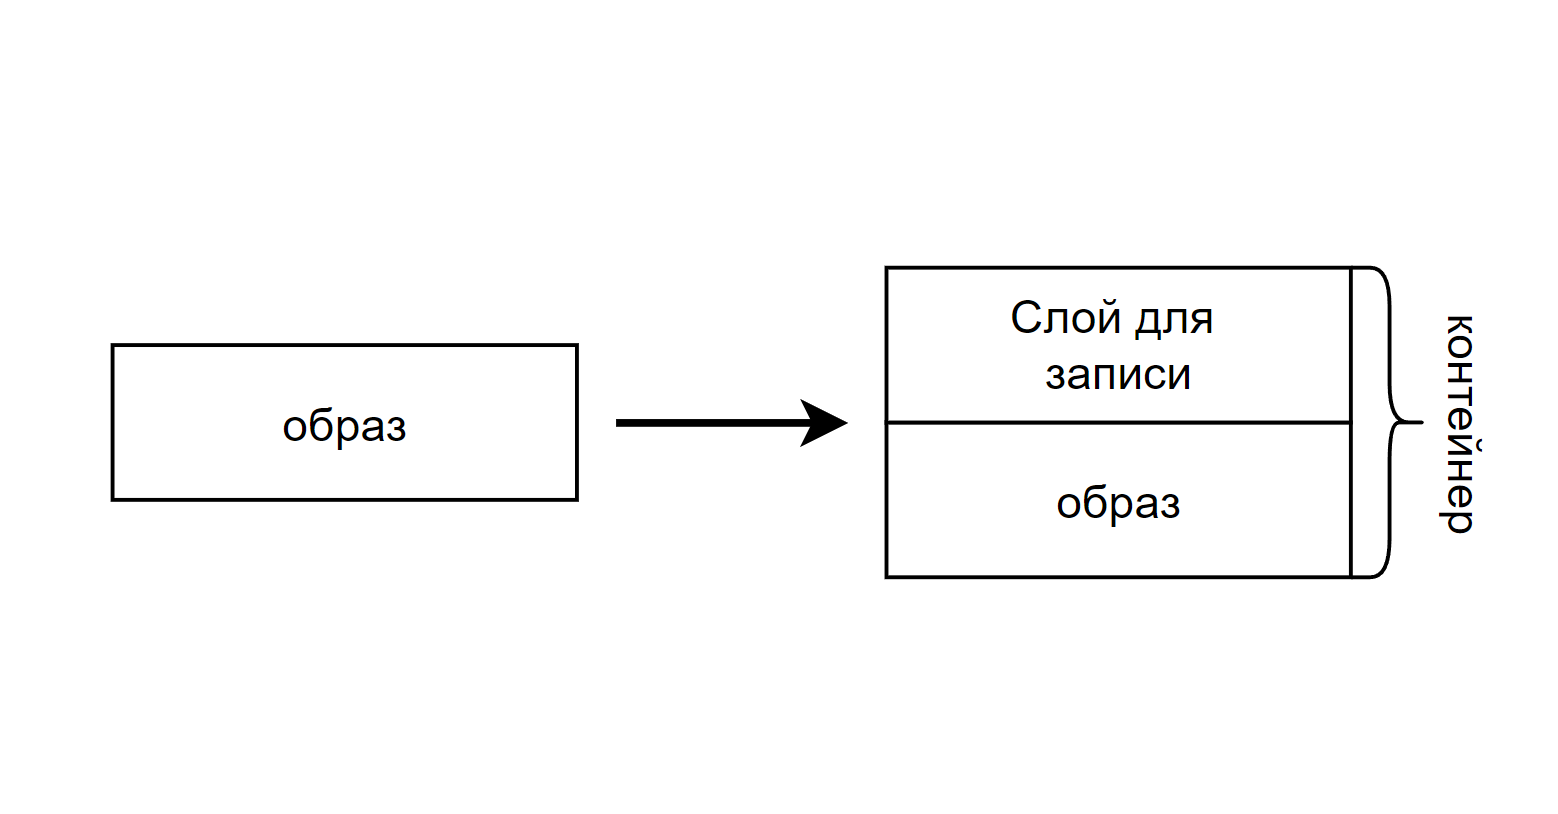 образ
Слой для
записи
образ
контейнер